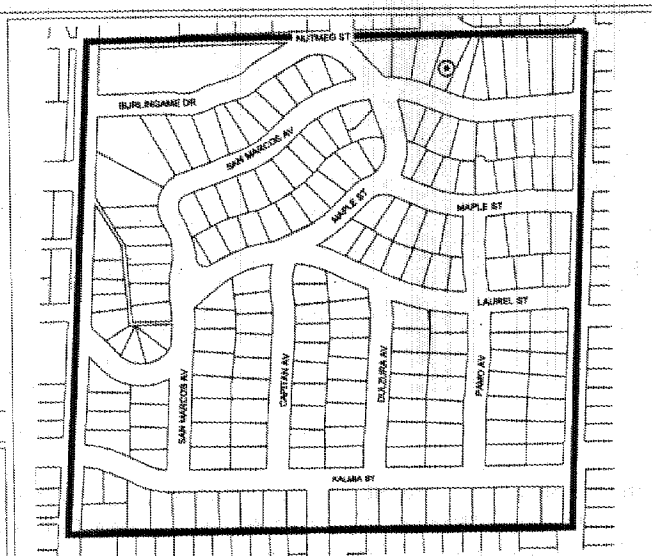 NUTMEG ST
BURLINGAME DR
SAN MARCOS AV
MAPLE ST
MAPLE ST
LAUREL ST
SAN MARCOS AV
CAPITAN AV
DULZURA AV
PAMO AV
KALMIA ST